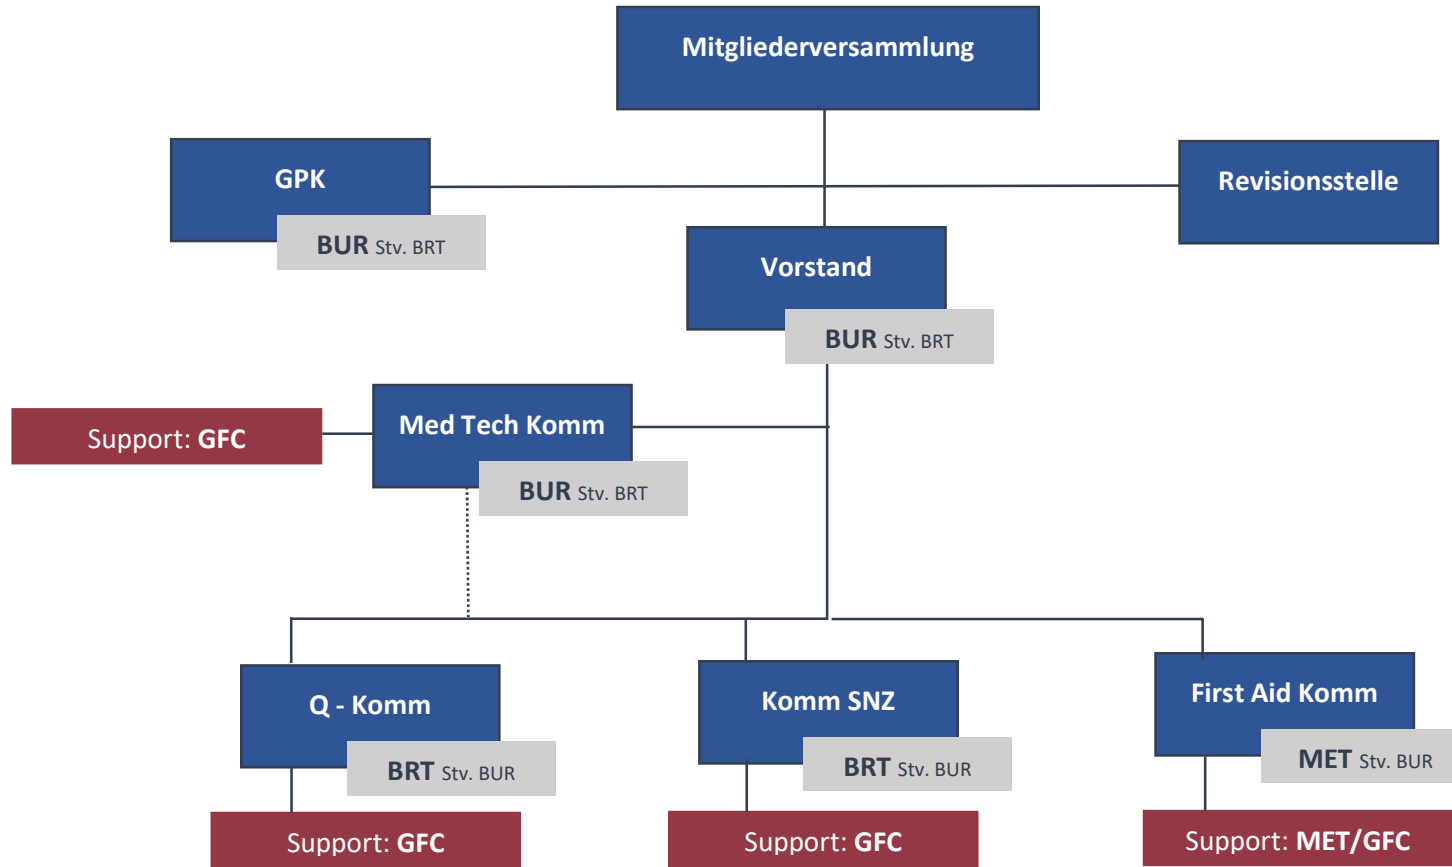 Mitgliederversammlung
GPK
Revisionsstelle
BUR Stv. BRT
Vorstand
BUR Stv. BRT
Med Tech Komm
Support: GFC
BUR Stv. BRT
Q - Komm
Komm SNZ
First Aid Komm
BRT Stv. BUR
BRT Stv. BUR
MET Stv. BUR
Support: GFC
Support: GFC
Support: MET/GFC